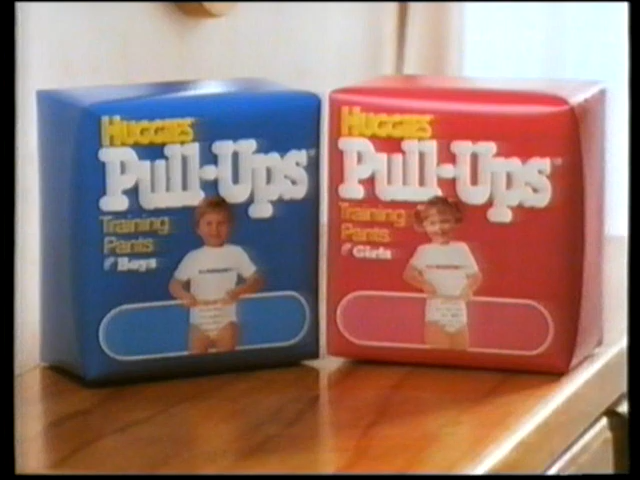 HUGGIES
Pull-Ups
Training
Pants
Boys
HUGGIES
Pull-Ups
Training
Pants
Girls